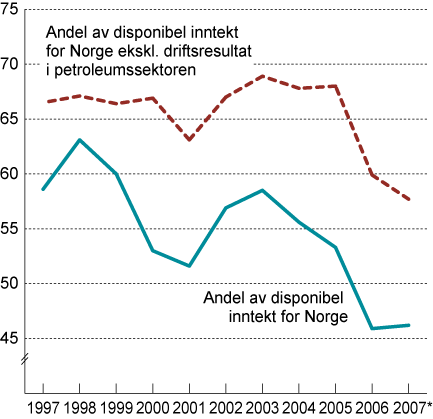 75
Andel av disponibel inntekt
for Norge ekskl. driftsresultat
i petroleumssektoren
70
65
60
55
50
Andel av disponibel
inntekt for Norge
45
1997 1998 1999 2000 2001 2002 2003 2004 2005 2006 2007*